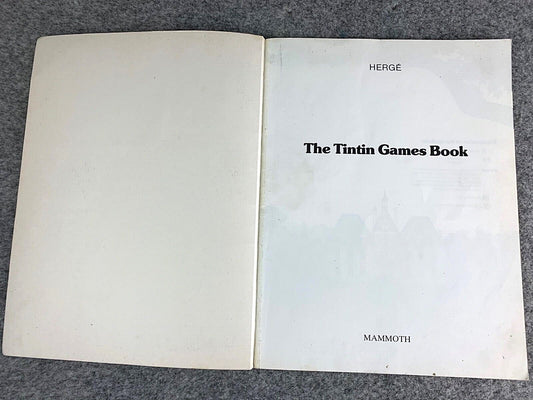 HERGÉ
The Tintin Games Book
MAMMOTH